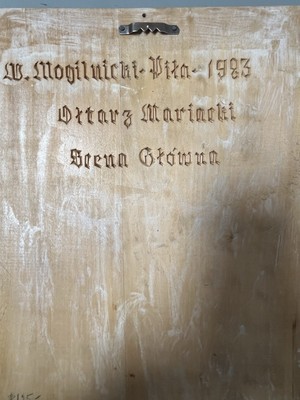 W. Mogilnicki - Piła - 1983
Ołtarz Mariacki
Scena Główna